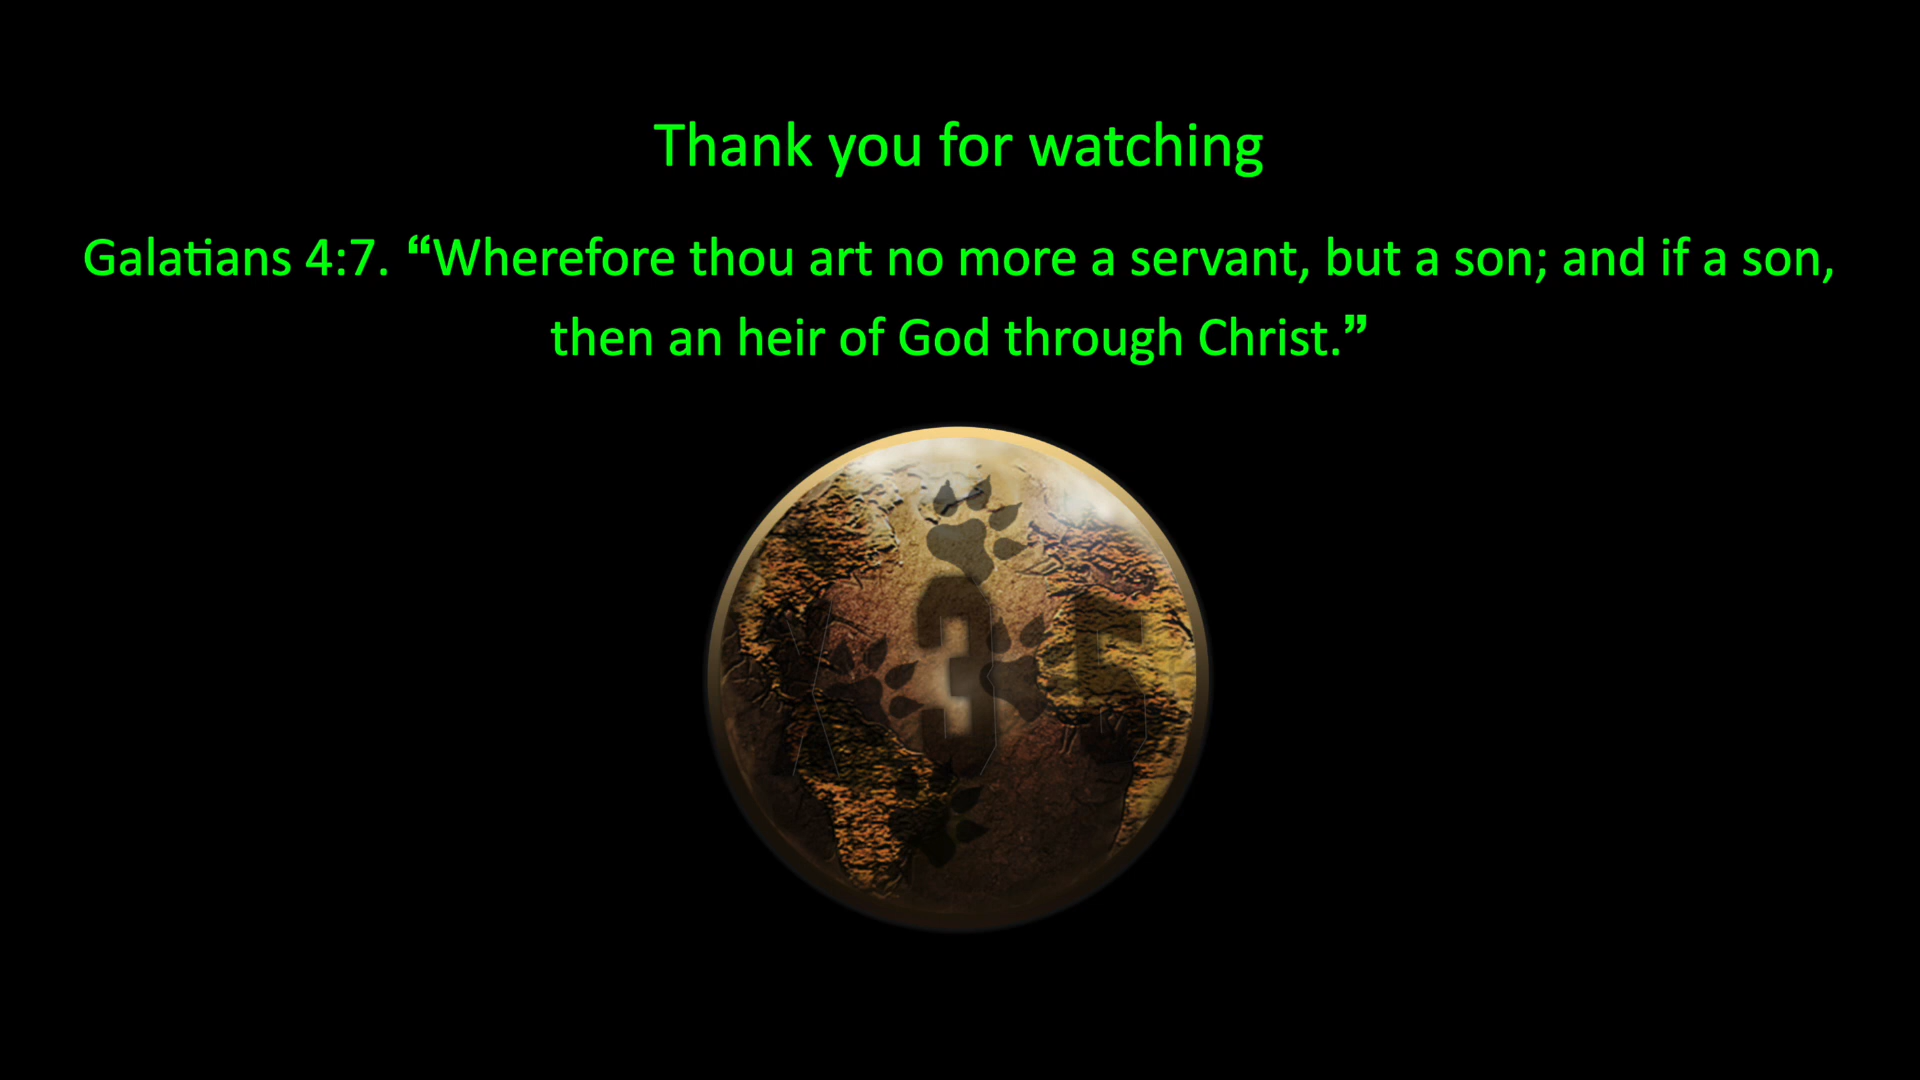 Thank you for watching
Galatians 4:7. “Wherefore thou art no more a servant, but a son; and if a son,
then an heir of God through Christ.”